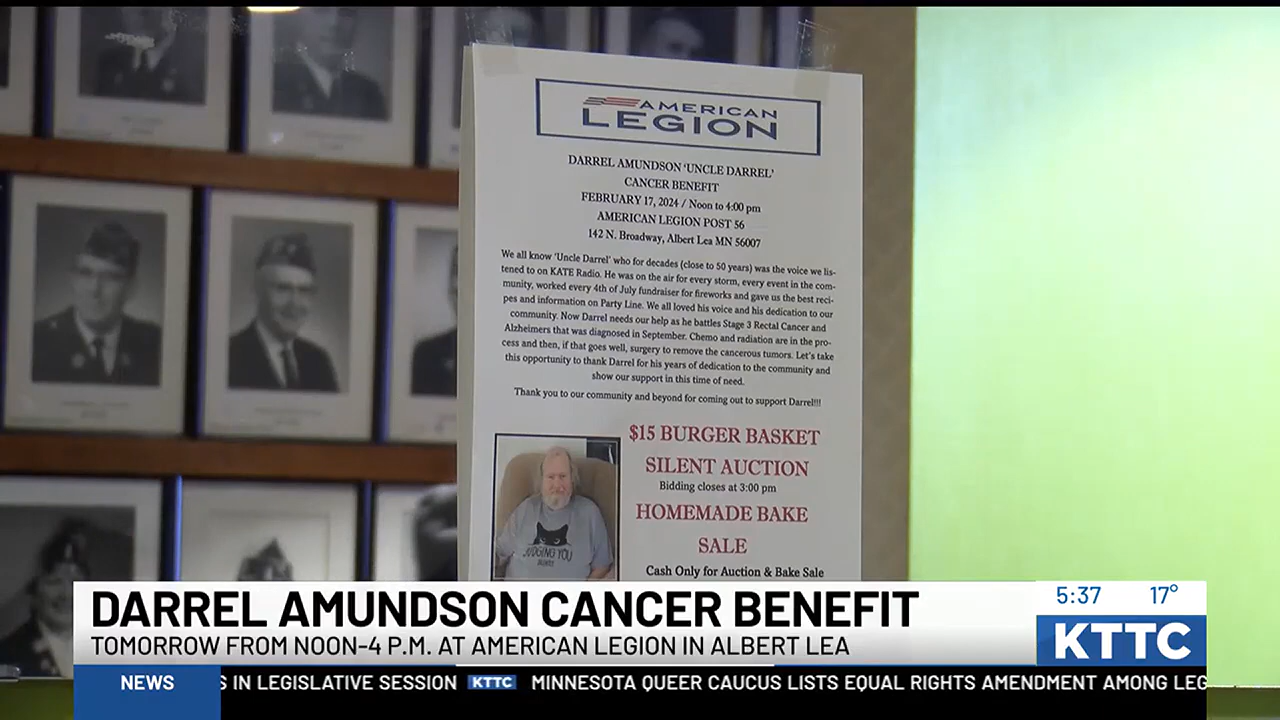 AMERICAN
LEGION
DARREL AMUNDSON 'UNCLE DARREL'
CANCER BENEFIT
FEBRUARY 17, 2024 / Noon to 4:00 pm
AMERICAN LEGION POST 56
142 N. Broadway, Albert Lea MN 56007
We all know 'Uncle Darrel' who for decades (close to 50 years) was the voice we lis-
tened to on KATE Radio. He was on the air for every storm, every event in the com-
munity, worked every 4th of July fundraiser for fireworks and gave us the best reci-
pes and information on Party Line. We all loved his voice and his dedication to our
community. Now Darrel needs our help as he battles Stage 3 Rectal Cancer and
Alzheimers that was diagnosed in September. Chemo and radiation are in the pro-
cess and then, if that goes well, surgery to remove the cancerous tumors. Let's take
this opportunity to thank Darrel for his years of dedication to the community and
show our support in this time of need.
Thank you to our community and beyond for coming out to support Darrel!!!
$15 BURGER BASKET
SILENT AUCTION
Bidding closes at 3:00 pm
HOMEMADE BAKE
SALE
Cash Only for Auction & Bake Sale
JUDGING YOU
DARREL AMUNDSON CANCER BENEFIT
TOMORROW FROM NOON-4 P.M. AT AMERICAN LEGION IN ALBERT LEA
5:37 17°
KTTC
NEWS
S IN LEGISLATIVE SESSION KTTC MINNESOTA QUEER CAUCUS LISTS EQUAL RIGHTS AMENDMENT AMONG LEG